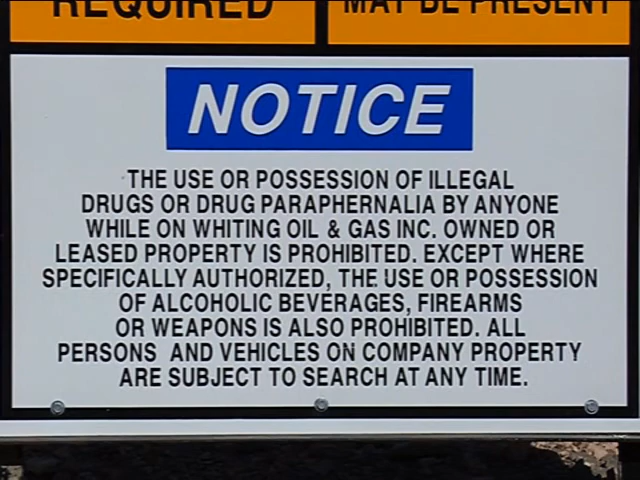 REQUIRED
MAY BE PRESENT
NOTICE
THE USE OR POSSESSION OF ILLEGAL
DRUGS OR DRUG PARAPHERNALIA BY ANYONE
WHILE ON WHITING OIL & GAS INC. OWNED OR
LEASED PROPERTY IS PROHIBITED. EXCEPT WHERE
SPECIFICALLY AUTHORIZED, THE USE OR POSSESSION
OF ALCOHOLIC BEVERAGES, FIREARMS
OR WEAPONS IS ALSO PROHIBITED. ALL
PERSONS AND VEHICLES ON COMPANY PROPERTY
ARE SUBJECT TO SEARCH AT ANY TIME.